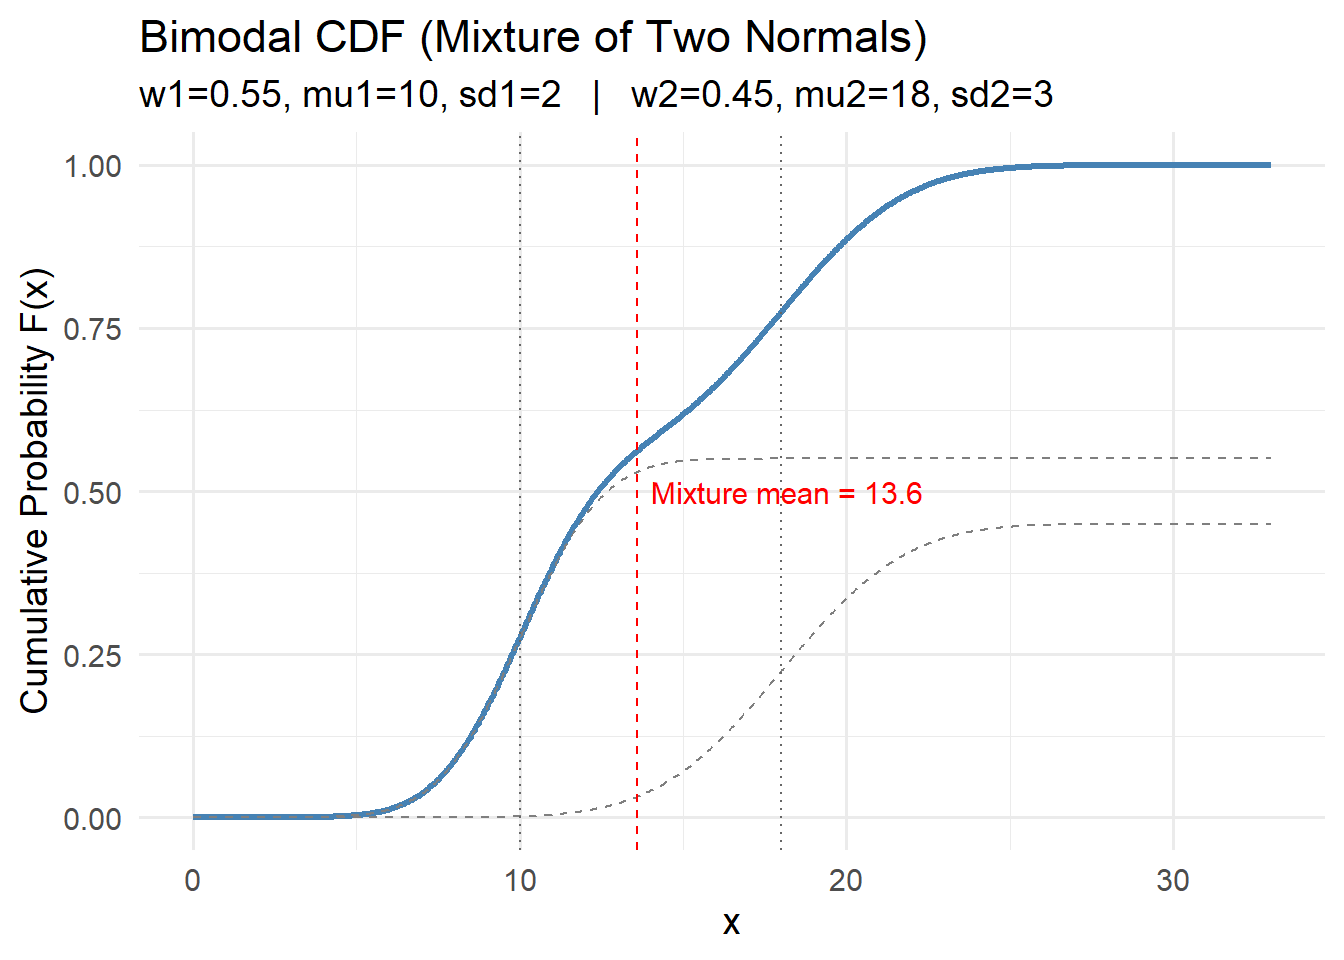 Bimodal CDF (Mixture of Two Normals)
w1=0.55, mu1=10, sd1=2 | w2=0.45, mu2=18, sd2=3
Cumulative Probability F(x)
1.00
0.75
0.50
0.25
0.00
Mixture mean = 13.6
0 10 20 30
x